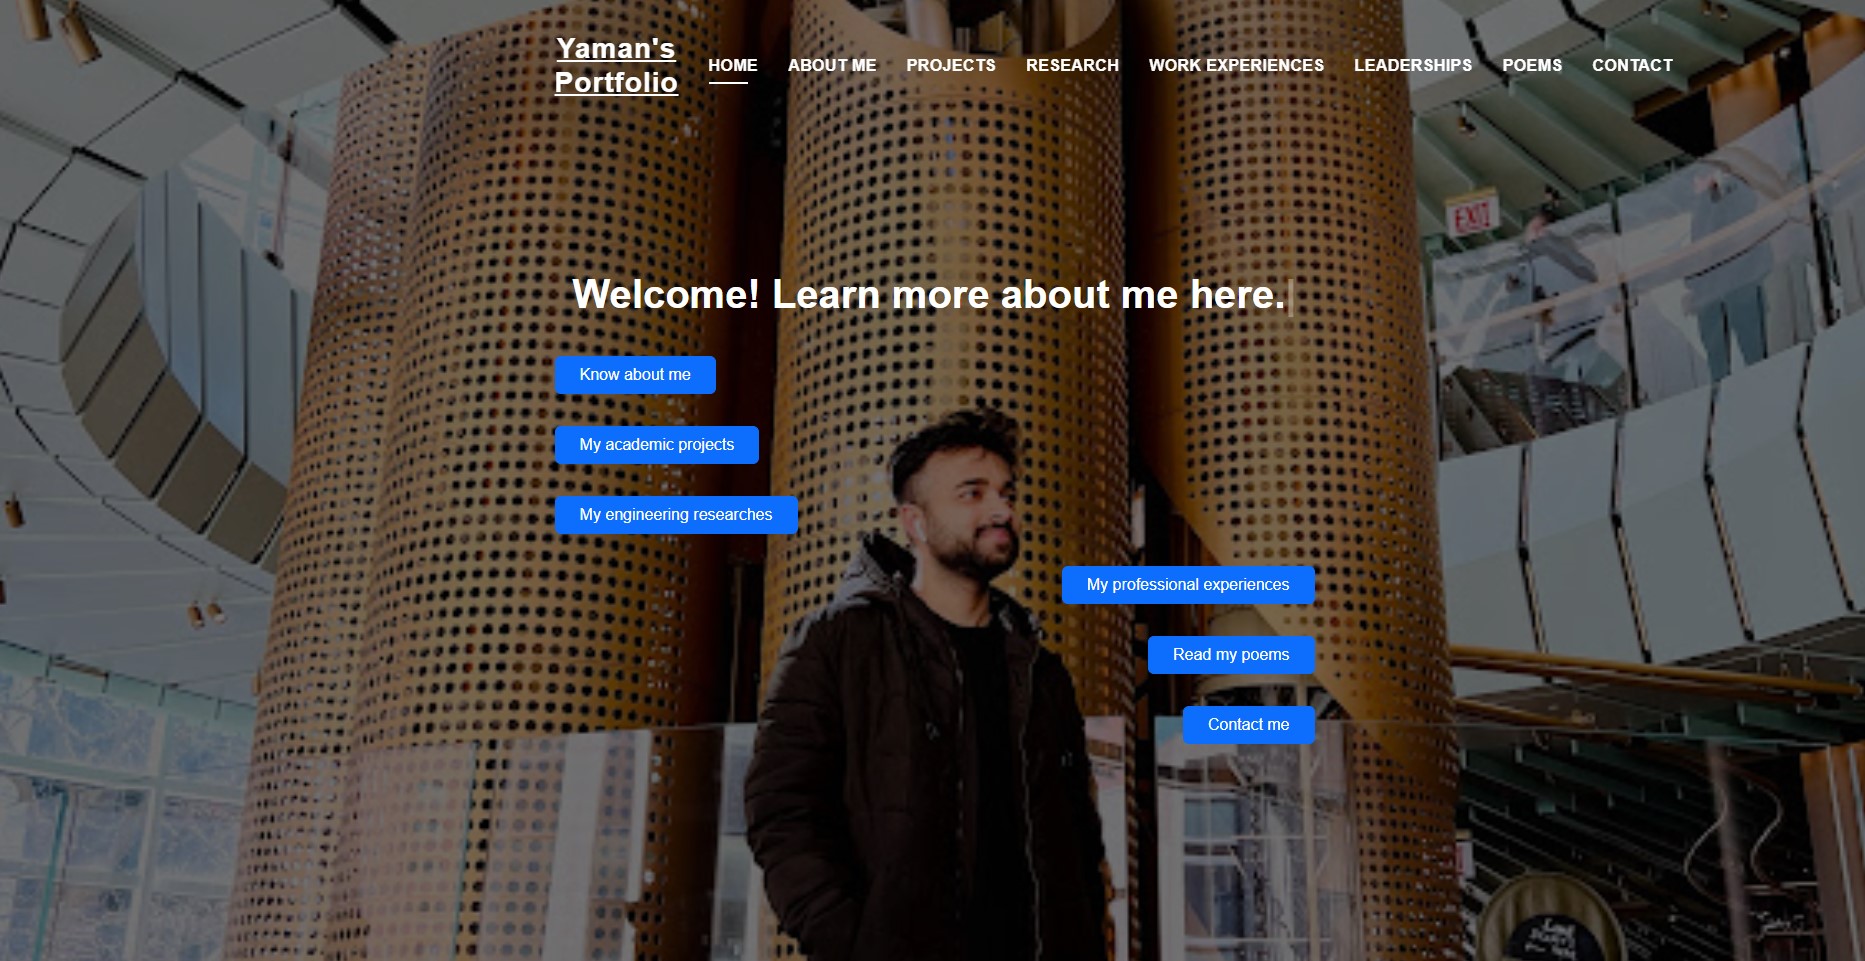 Yaman's
Portfolio
HOME ABOUT ME PROJECTS RESEARCH WORK EXPERIENCES LEADERSHIPS POEMS CONTACT
EXIT
Welcome! Learn more about me here.
Know about me
My academic projects
My engineering researches
My professional experiences
Read my poems
Contact me